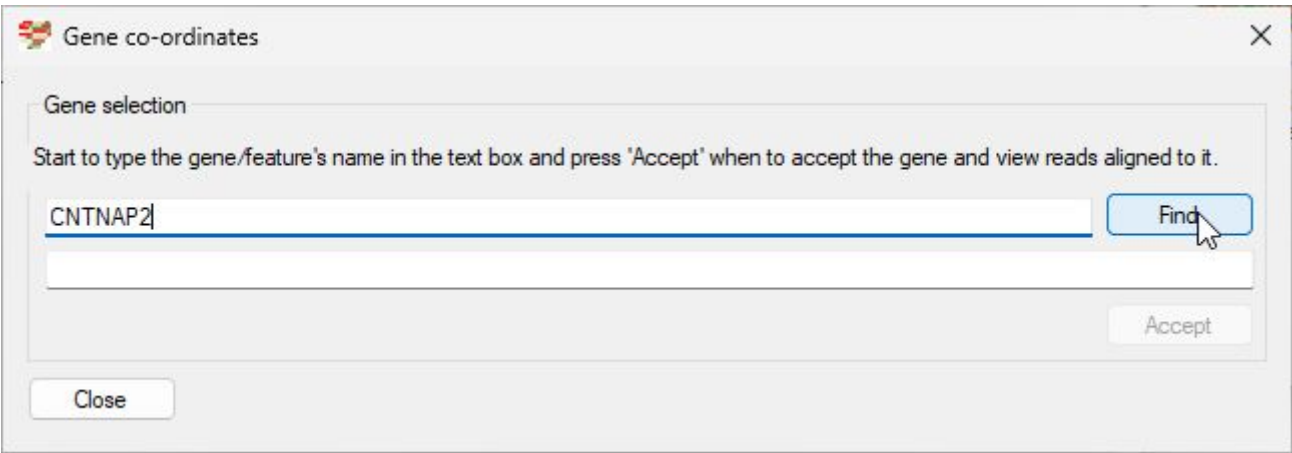 Gene co-ordinates
Gene selection
Start to type the gene/feature's name in the text box and press 'Accept' when to accept the gene and view reads aligned to it.
CNTNAP2
Find
Accept
Close